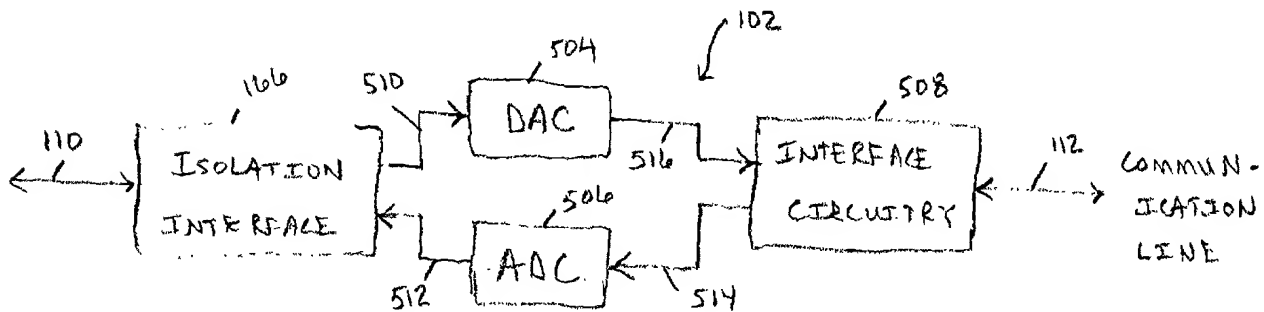 102
504
508
166
510
110
DAC
516
ISOLATION
INTERFACE
INTERFACE
CIRCUITRY
112
COMMUN-
ICATION
LINE
506
ADC
512
514